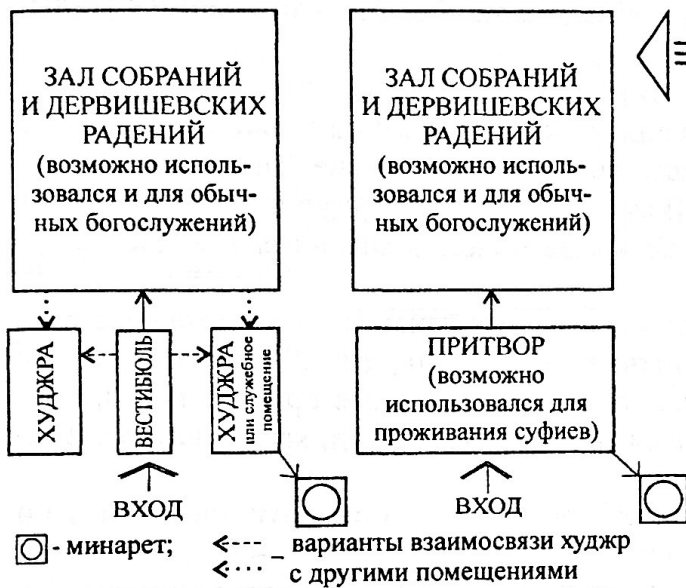 ЗАЛ СОБРАНИЙ
И ДЕРВИШЕВСКИХ
РАДЕНИЙ
(возможно исполь-
зовался и для обыч-
ных богослужений)
ЗАЛ СОБРАНИЙ
И ДЕРВИШЕВСКИХ
РАДЕНИЙ
(возможно исполь-
зовался и для обыч-
ных богослужений)
ХУДЖРА
ВЕСТИБЮЛЬ
ХУДЖРА
или служебное
помещение
ПРИТВОР
(возможно
использовался для
проживания суфиев)
ВХОД
ВХОД
- минарет;
_ варианты взаимосвязи худжр
с другими помещениями